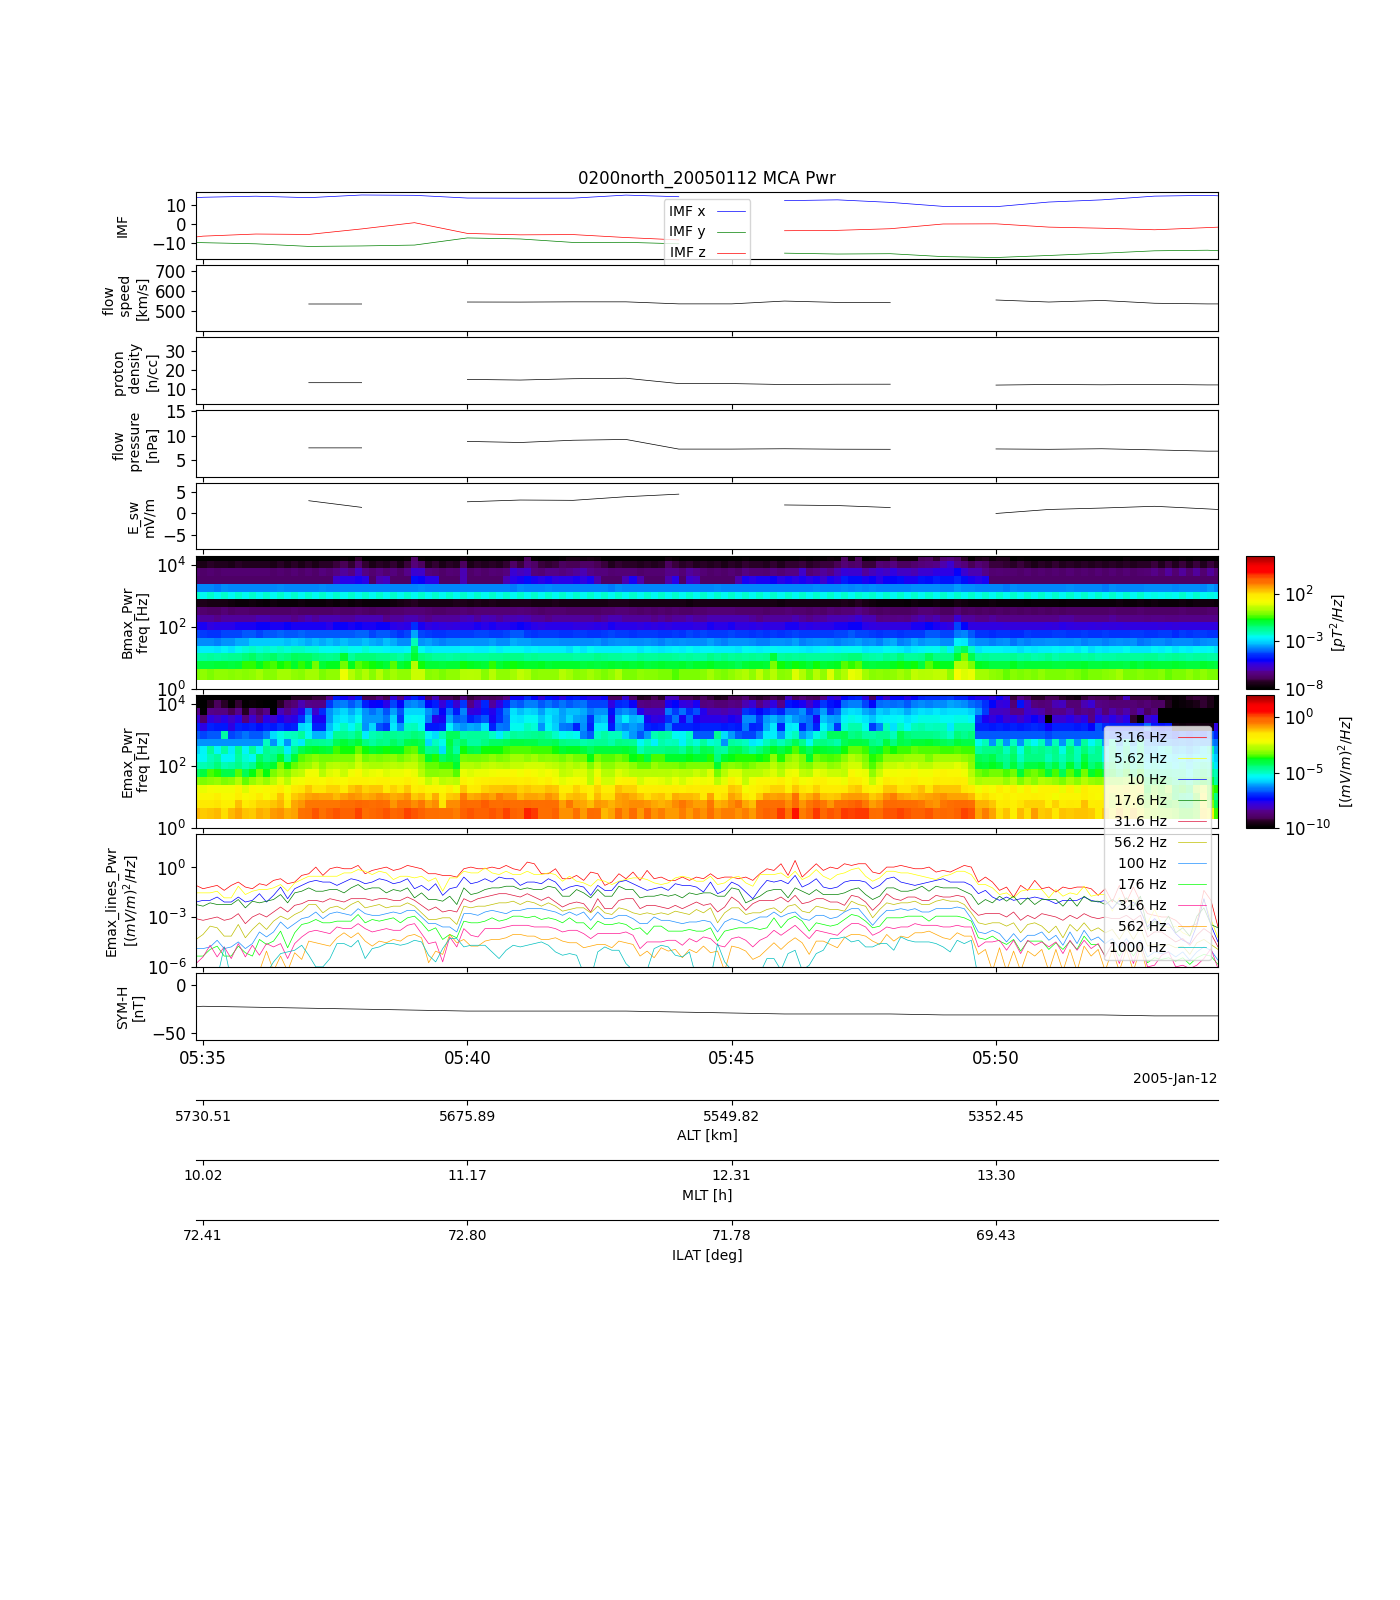 0200north_20050112 MCA Pwr
IMF
10
0
−10
IMF x
IMF y
IMF z
flow
speed
[km/s]
700
600
500
proton
density
[n/cc]
30
20
10
flow
pressure
[nPa]
15
10
5
E_sw
mV/m
5
0
−5
Bmax_Pwr
freq [Hz]
10^4
10^2
10^0
10^2
10^−3
10^−8
[pT^2/Hz]
Emax_Pwr
freq [Hz]
10^4
10^2
10^0
10^0
10^−5
10^−10
[(mV/m)^2/Hz]
3.16 Hz
5.62 Hz
10 Hz
17.6 Hz
31.6 Hz
56.2 Hz
100 Hz
176 Hz
316 Hz
562 Hz
1000 Hz
Emax_lines_Pwr
[(mV/m)^2/Hz]
10^0
10^−3
10^−6
SYM-H
[nT]
0
−50
05:35 05:40 05:45 05:50
2005-Jan-12
5730.51 5675.89 5549.82 5352.45
ALT [km]
10.02 11.17 12.31 13.30
MLT [h]
72.41 72.80 71.78 69.43
ILAT [deg]